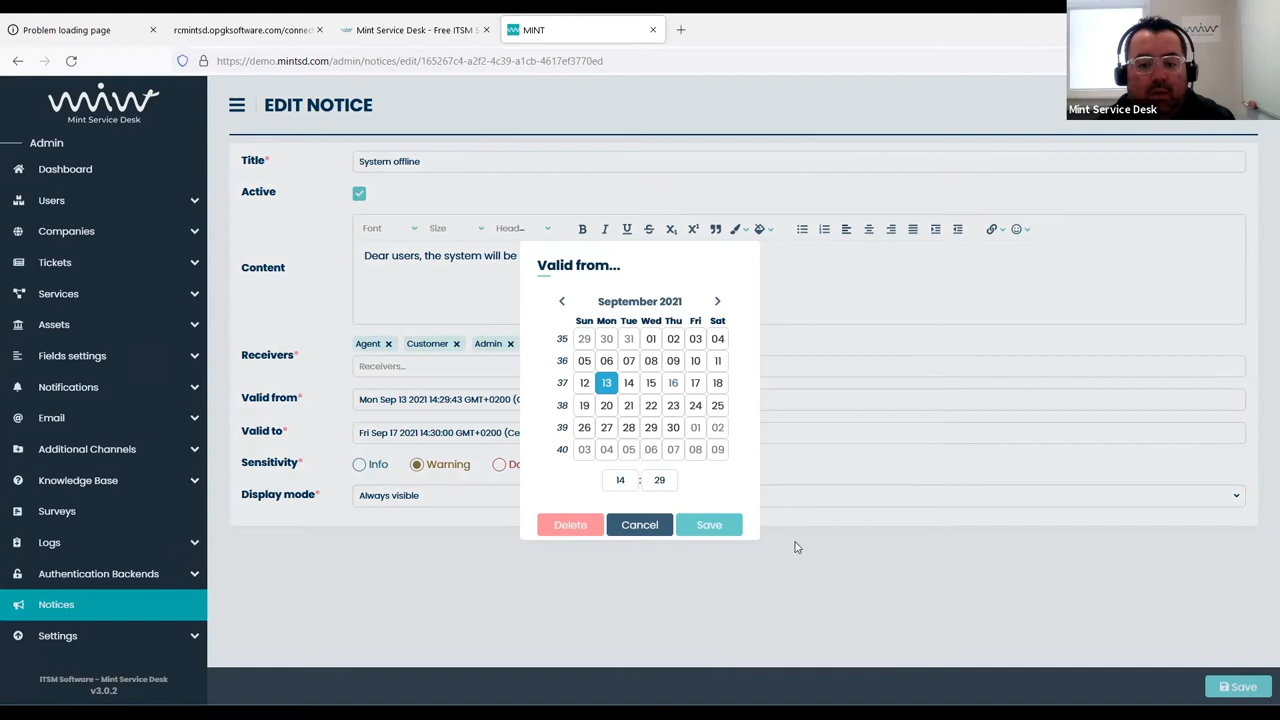 Problem loading page
rcmintsd.opgksoftware.com/connec
Mint Service Desk - Free ITSM S
MINT
https://demo.mintsd.com/admin/notices/edit/165267c4-a2f2-4c39-a1cb-4617ef3770ed
Mint Service Desk
Mint Service Desk
Admin
Dashboard
Users
Companies
Tickets
Services
Assets
Fields settings
Notifications
Email
Additional Channels
Knowledge Base
Surveys
Logs
Authentication Backends
Notices
Settings
ITSM Software - Mint Service Desk
v3.0.2
EDIT NOTICE
Title*
System offline
Active
Font Size Head...
Content
Dear users, the system will be
Receivers*
Agent Customer Admin
Receivers...
Valid from*
Mon Sep 13 2021 14:29:43 GMT+0200 (
Valid to*
Fri Sep 17 2021 14:30:00 GMT+0200 (Ce
Sensitivity*
Info Warning
Display mode*
Always visible
Valid from...
September 2021
Sun Mon Tue Wed Thu Fri Sat
35 29 30 31 01 02 03 04
36 05 06 07 08 09 10 11
37 12 13 14 15 16 17 18
38 19 20 21 22 23 24 25
39 26 27 28 29 30 01 02
40 03 04 05 06 07 08 09
14 : 29
Delete Cancel Save
Save